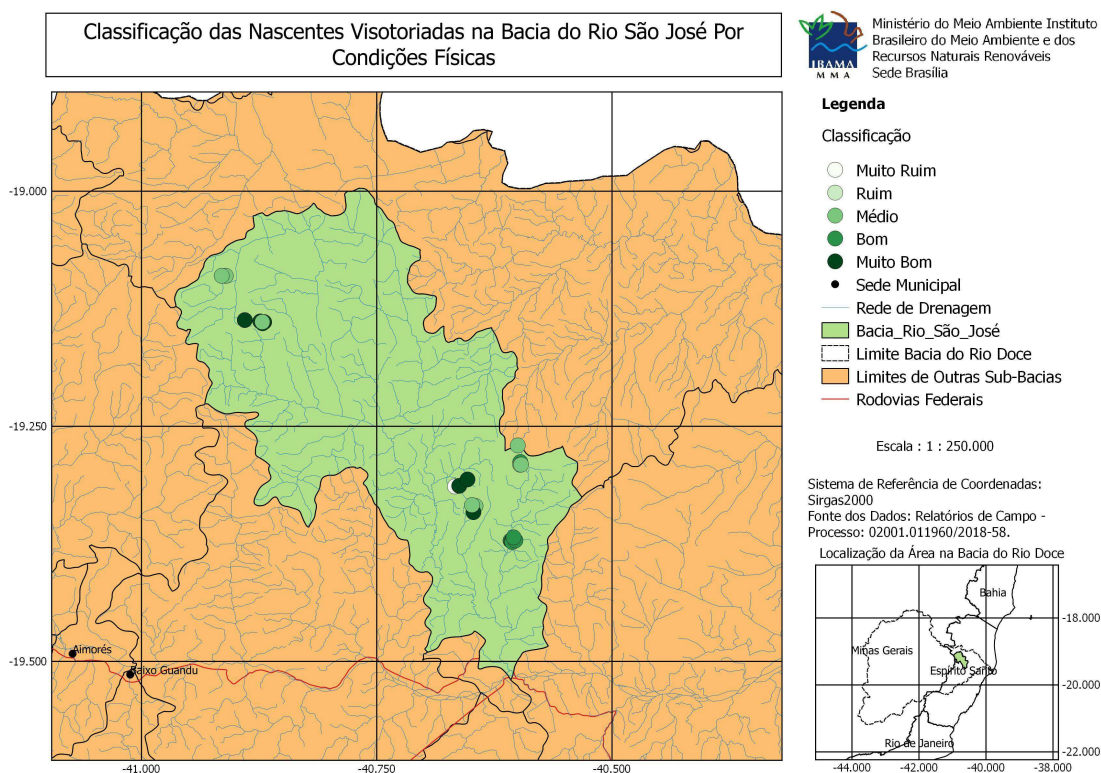 Classificação das Nascentes Visotoriadas na Bacia do Rio São José Por
Condições Físicas
IBAMA
M M A
Ministério do Meio Ambiente Instituto
Brasileiro do Meio Ambiente e dos
Recursos Naturais Renováveis
Sede Brasília
Legenda
Classificação
Muito Ruim
Ruim
Médio
Bom
Muito Bom
Sede Municipal
Rede de Drenagem
Bacia_Rio_São_José
Limite Bacia do Rio Doce
Limites de Outras Sub-Bacias
Rodovias Federais
Escala : 1 : 250.000
Sistema de Referência de Coordenadas:
Sirgas2000
Fonte dos Dados: Relatórios de Campo -
Processo: 02001.011960/2018-58.
Localização da Área na Bacia do Rio Doce
Bahia
Minas Gerais
Espírito Santo
Rio de Janeiro
-18.000
-20.000
-22.000
-44.000
-42.000
-40.000
-38.000
-19.000
-19.250
-19.500
Aimorés
Baixo Guandu
-41.000
-40.750
-40.500